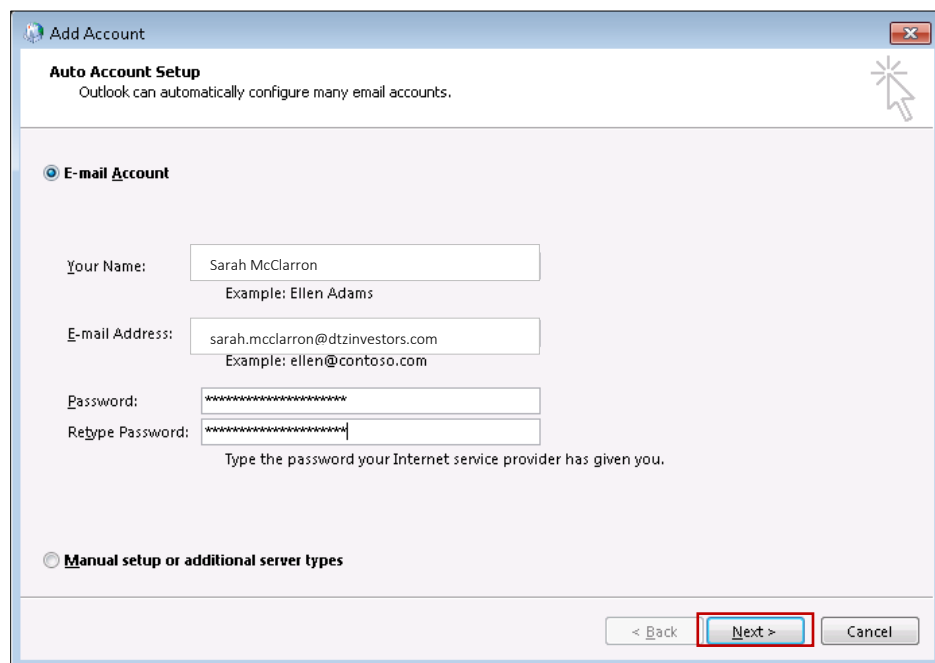 Add Account
Auto Account Setup
Outlook can automatically configure many email accounts.
E-mail Account
Your Name: Sarah McClarron
Example: Ellen Adams
E-mail Address: sarah.mcclarron@dtzinvestors.com
Example: ellen@contoso.com
Password: *********************
Retype Password: *********************
Type the password your Internet service provider has given you.
Manual setup or additional server types
< Back Next > Cancel